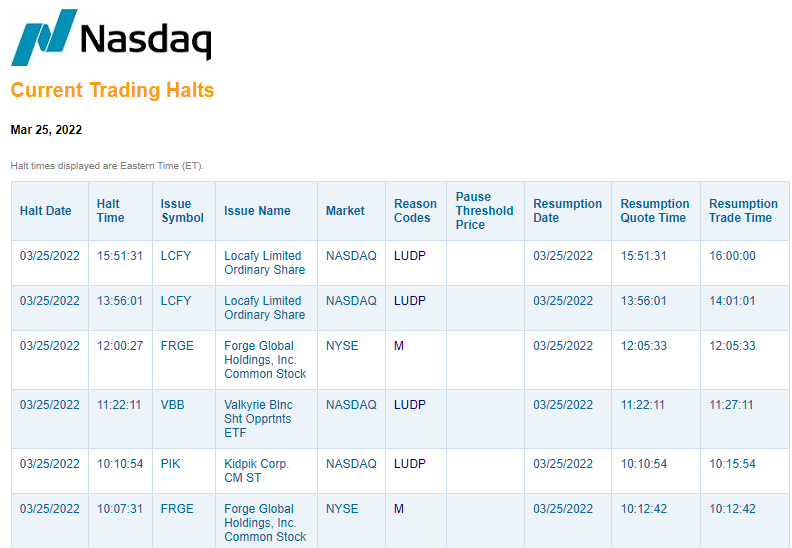 Nasdaq
Current Trading Halts
Mar 25, 2022
Halt times displayed are Eastern Time (ET).
Halt Date Halt Time Issue Symbol Issue Name Market Reason Codes Pause Threshold Price Resumption Date Resumption Quote Time Resumption Trade Time
03/25/2022 15:51:31 LCFY Locafy Limited Ordinary Share NASDAQ LUDP 03/25/2022 15:51:31 16:00:00
03/25/2022 13:56:01 LCFY Locafy Limited Ordinary Share NASDAQ LUDP 03/25/2022 13:56:01 14:01:01
03/25/2022 12:00:27 FRGE Forge Global Holdings, Inc. Common Stock NYSE M 03/25/2022 12:05:33 12:05:33
03/25/2022 11:22:11 VBB Valkyrie Blnc Sht Opprtnts ETF NASDAQ LUDP 03/25/2022 11:22:11 11:27:11
03/25/2022 10:10:54 PIK Kidpik Corp. CM ST NASDAQ LUDP 03/25/2022 10:10:54 10:15:54
03/25/2022 10:07:31 FRGE Forge Global Holdings, Inc. Common Stock NYSE M 03/25/2022 10:12:42 10:12:42